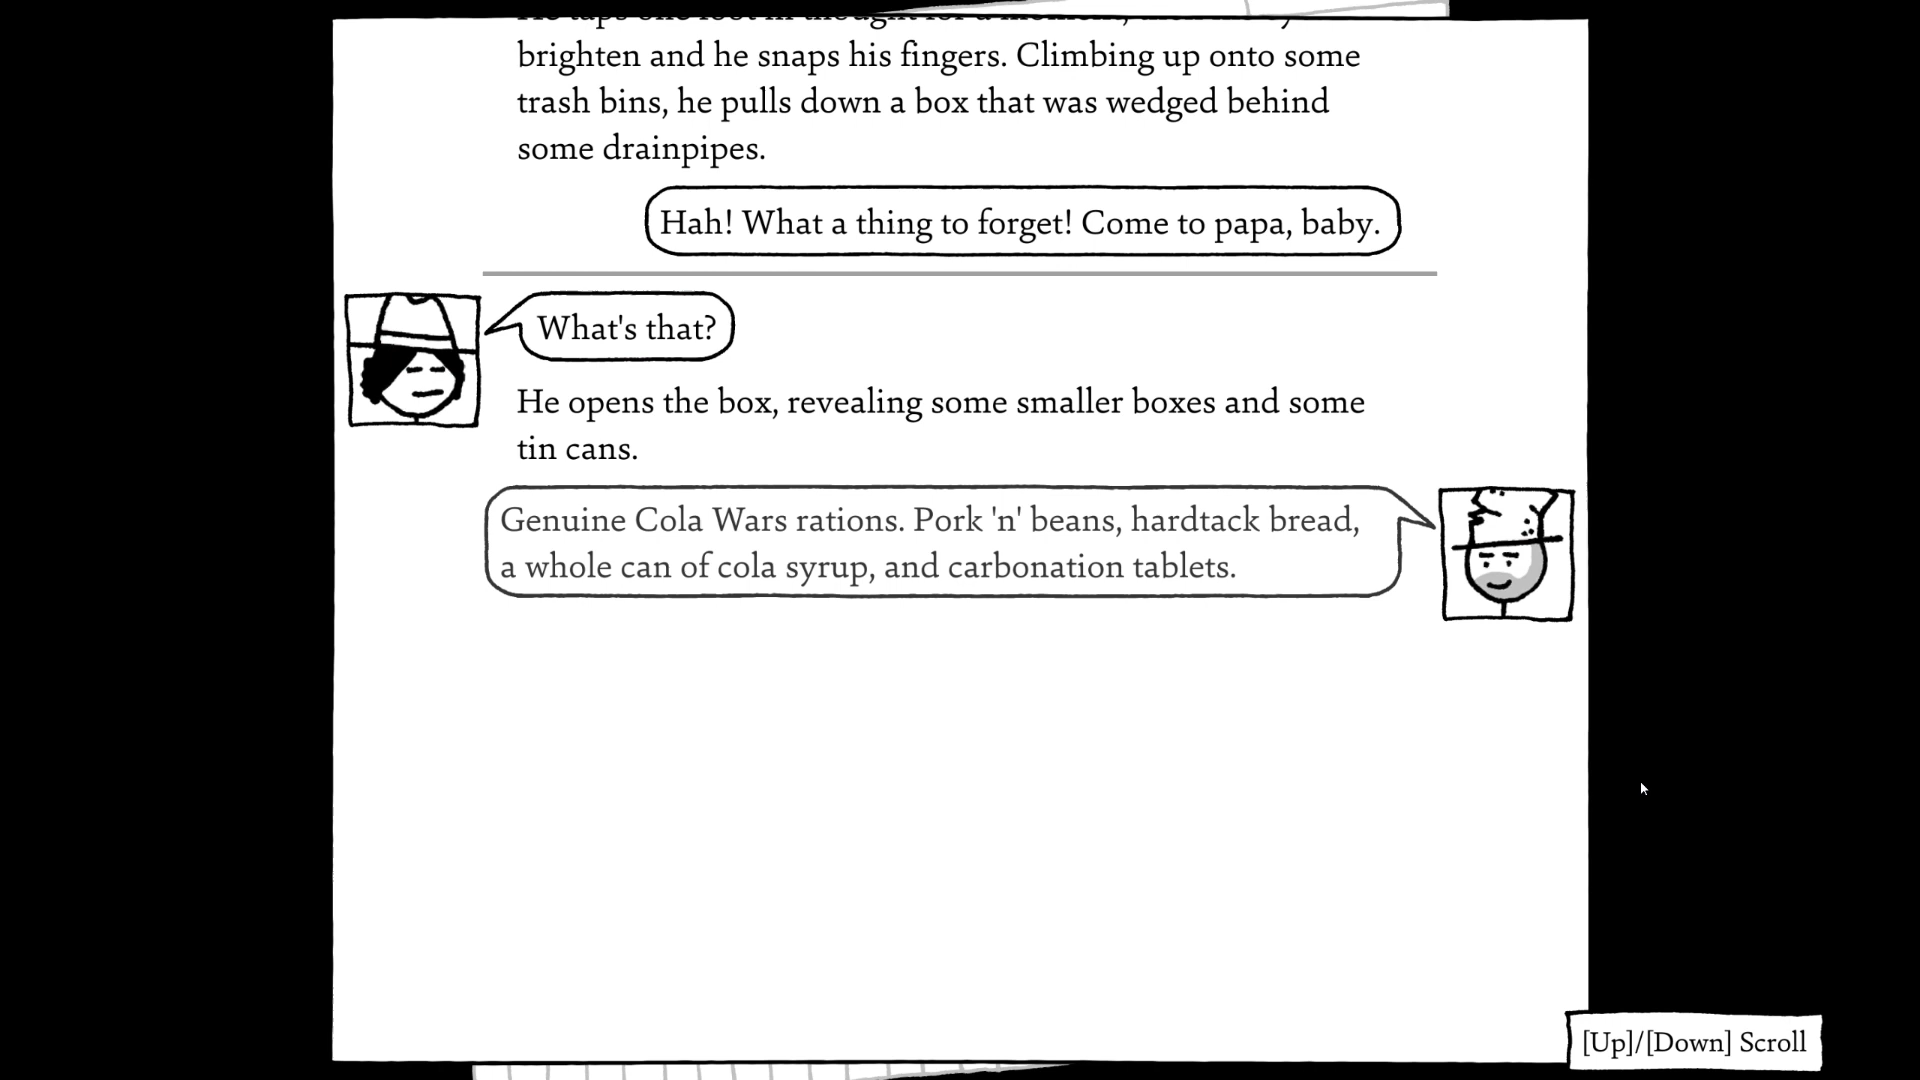 brighten and he snaps his fingers. Climbing up onto some
trash bins, he pulls down a box that was wedged behind
some drainpipes.
Hah! What a thing to forget! Come to papa, baby.
What's that?
He opens the box, revealing some smaller boxes and some
tin cans.
Genuine Cola Wars rations. Pork 'n' beans, hardtack bread,
a whole can of cola syrup, and carbonation tablets.
[Up]/[Down] Scroll